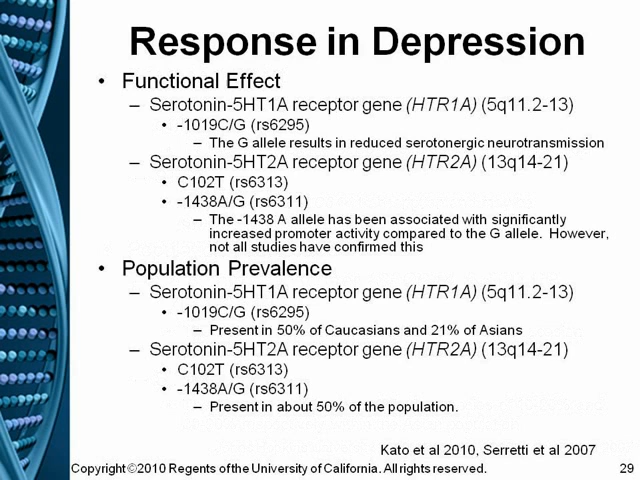 Response in Depression
• Functional Effect
– Serotonin-5HT1A receptor gene (HTR1A) (5q11.2-13)
• -1019C/G (rs6295)
– The G allele results in reduced serotonergic neurotransmission
– Serotonin-5HT2A receptor gene (HTR2A) (13q14-21)
• C102T (rs6313)
• -1438A/G (rs6311)
– The -1438 A allele has been associated with significantly
increased promoter activity compared to the G allele. However,
not all studies have confirmed this
• Population Prevalence
– Serotonin-5HT1A receptor gene (HTR1A) (5q11.2-13)
• -1019C/G (rs6295)
– Present in 50% of Caucasians and 21% of Asians
– Serotonin-5HT2A receptor gene (HTR2A) (13q14-21)
• C102T (rs6313)
• -1438A/G (rs6311)
– Present in about 50% of the population.
Kato et al 2010, Serretti et al 2007
Copyright ©2010 Regents of the University of California. All rights reserved.
29